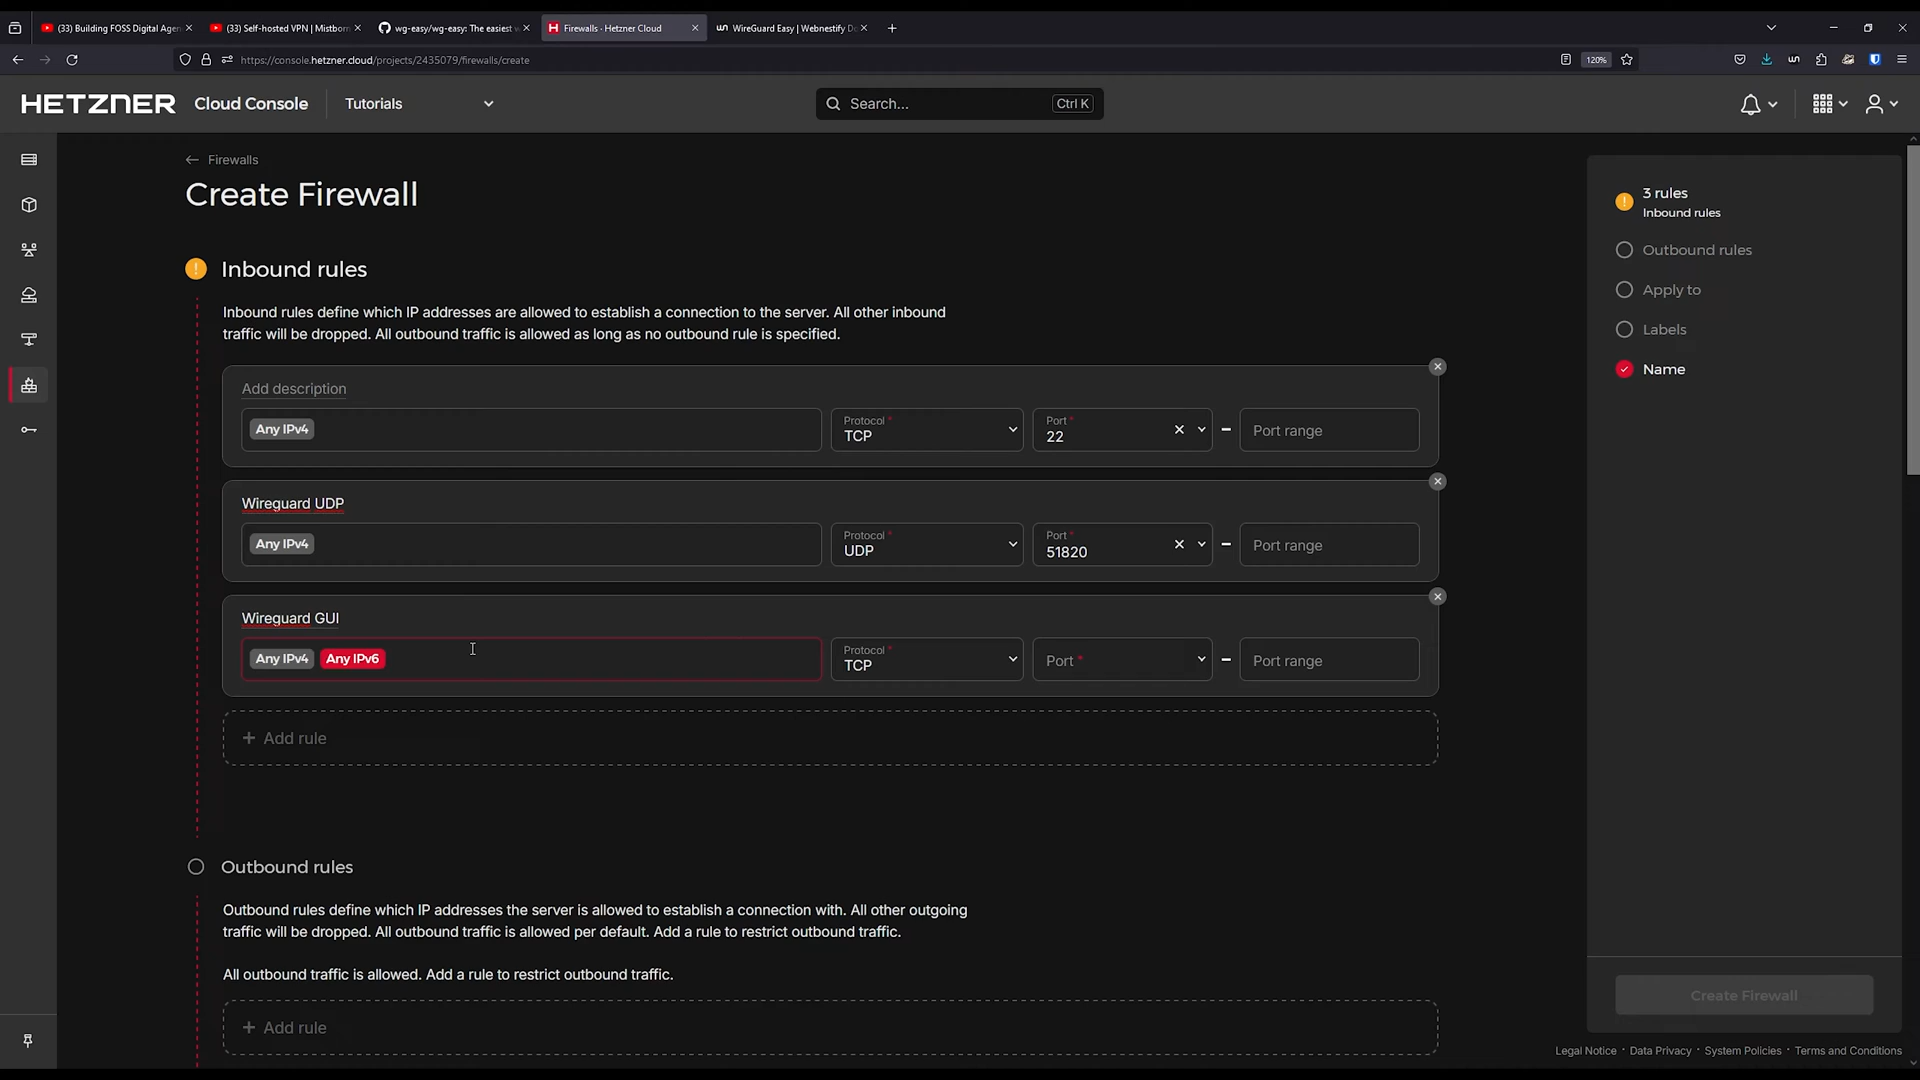 (33) Building FOSS Digital Agen
(33) Self-hosted VPN | Mistborn
wg-easy/wg-easy: The easiest w
Firewalls · Hetzner Cloud
WireGuard Easy | Webnestify Do
https://console.hetzner.cloud/projects/2435079/firewalls/create
120%
HETZNER
Cloud Console
Tutorials
Search...
Ctrl K
Firewalls
Create Firewall
Inbound rules
Inbound rules define which IP addresses are allowed to establish a connection to the server. All other inbound
traffic will be dropped. All outbound traffic is allowed as long as no outbound rule is specified.
Add description
Any IPv4
Protocol *
TCP
Port *
22
Port range
Wireguard UDP
Any IPv4
Protocol *
UDP
Port *
51820
Port range
Wireguard GUI
Any IPv4
Any IPv6
Protocol *
TCP
Port *
Port range
+ Add rule
Outbound rules
Outbound rules define which IP addresses the server is allowed to establish a connection with. All other outgoing
traffic will be dropped. All outbound traffic is allowed per default. Add a rule to restrict outbound traffic.
All outbound traffic is allowed. Add a rule to restrict outbound traffic.
+ Add rule
3 rules
Inbound rules
Outbound rules
Apply to
Labels
Name
Create Firewall
Legal Notice · Data Privacy · System Policies · Terms and Conditions